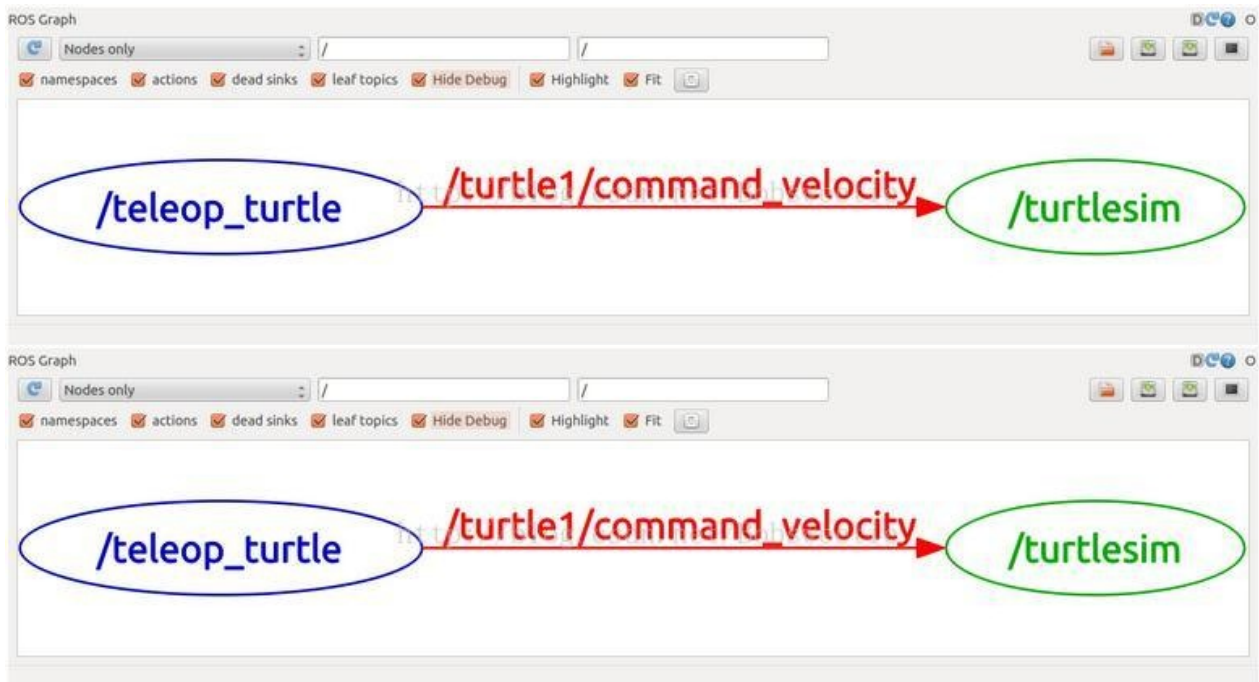 ROS Graph
D O
Nodes only / /
namespaces actions dead sinks leaf topics Hide Debug Highlight Fit
/teleop_turtle /turtle1/command_velocity /turtlesim
ROS Graph
D O
Nodes only / /
namespaces actions dead sinks leaf topics Hide Debug Highlight Fit
/teleop_turtle /turtle1/command_velocity /turtlesim